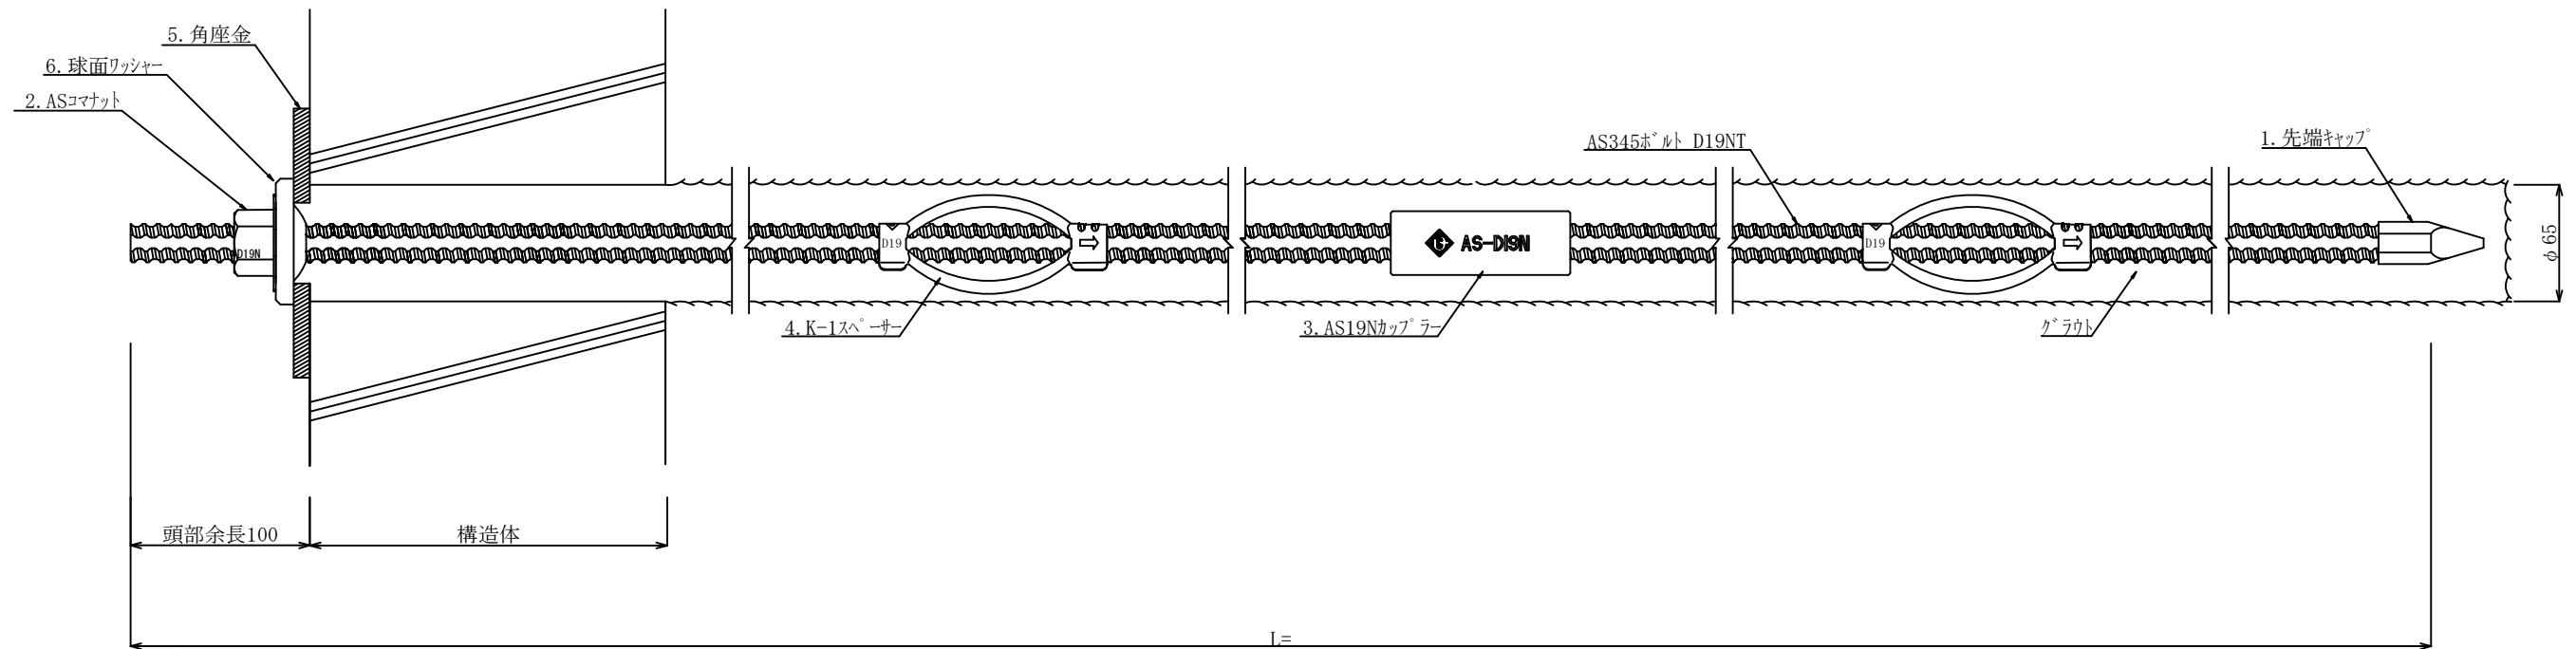 5. 角座金
6. 球面ワッシャー
2. ASコマナット
AS345ボルト D19NT
1. 先端キャップ
D19N
D19
AS-D19N
D19
φ65
4. K-1スペーサー
3. AS19Nカップラー
グラウト
頭部余長100
構造体
L=